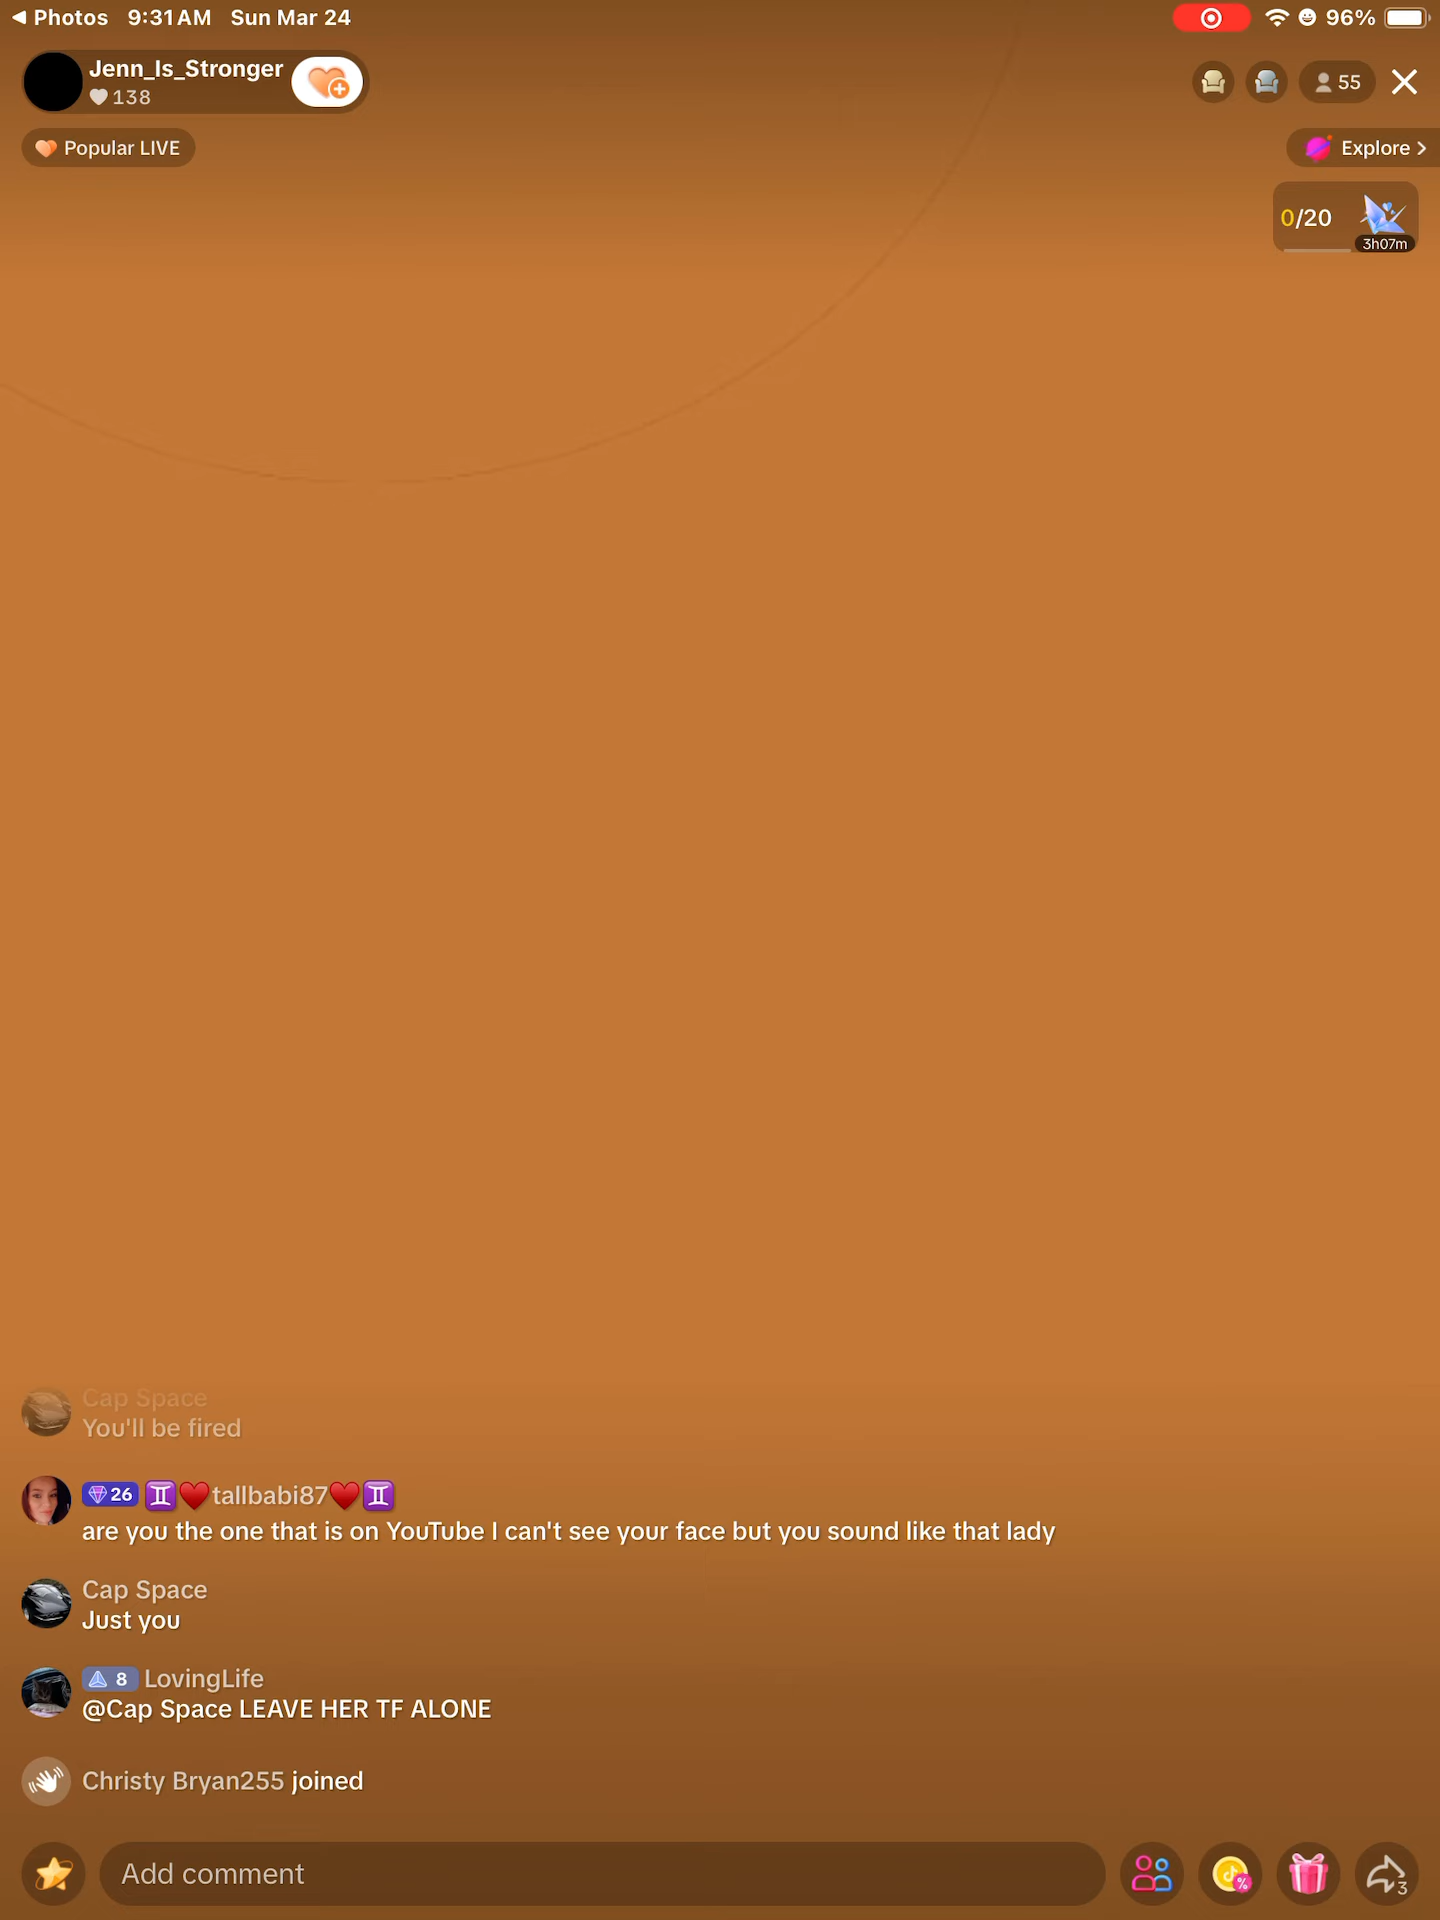 Photos 9:31 AM Sun Mar 24 96%
Jenn_Is_Stronger
138
55
Popular LIVE
Explore
0/20
3h07m
Cap Space
You'll be fired
26 ♊❤️tallbabi87❤️♊
are you the one that is on YouTube I can't see your face but you sound like that lady
Cap Space
Just you
8 LovingLife
@Cap Space LEAVE HER TF ALONE
Christy Bryan255 joined
Add comment
%
3